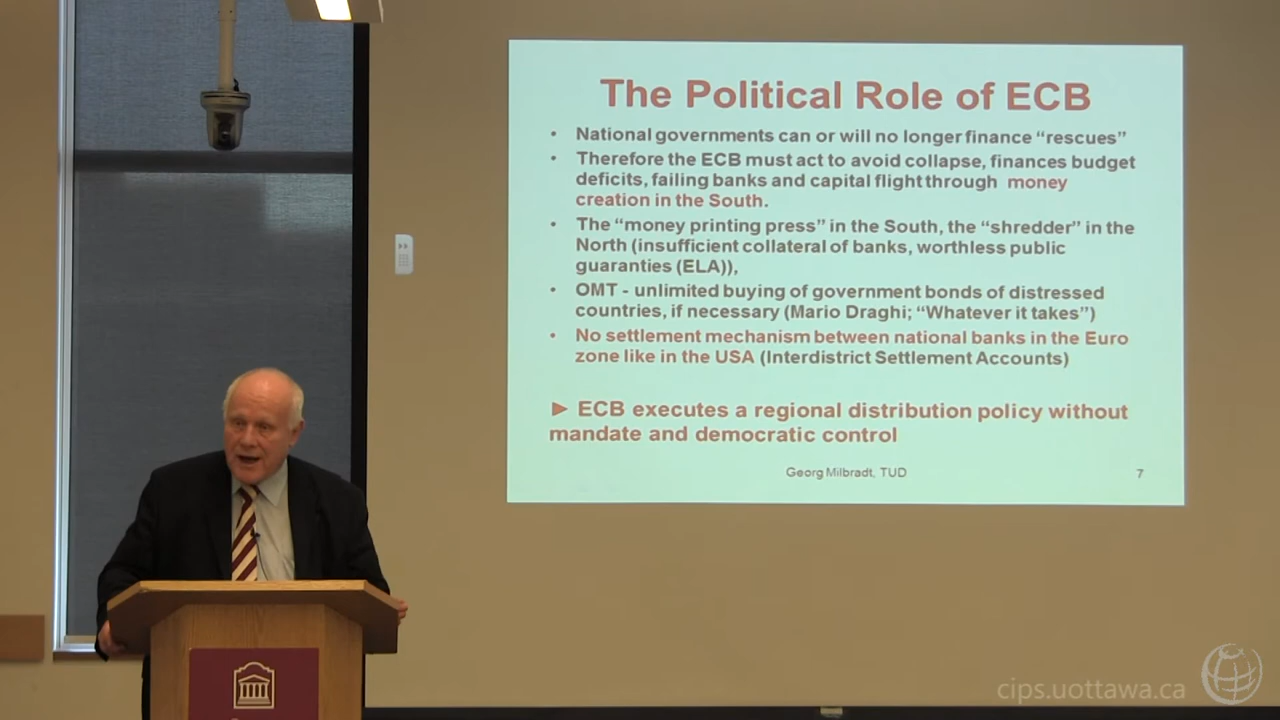 The Political Role of ECB
• National governments can or will no longer finance “rescues”
• Therefore the ECB must act to avoid collapse, finances budget
deficits, failing banks and capital flight through money
creation in the South.
• The “money printing press” in the South, the “shredder” in the
North (insufficient collateral of banks, worthless public
guaranties (ELA)),
• OMT - unlimited buying of government bonds of distressed
countries, if necessary (Mario Draghi; “Whatever it takes”)
• No settlement mechanism between national banks in the Euro
zone like in the USA (Interdistrict Settlement Accounts)
► ECB executes a regional distribution policy without
mandate and democratic control
Georg Milbradt, TUD
7
cips.uottawa.ca